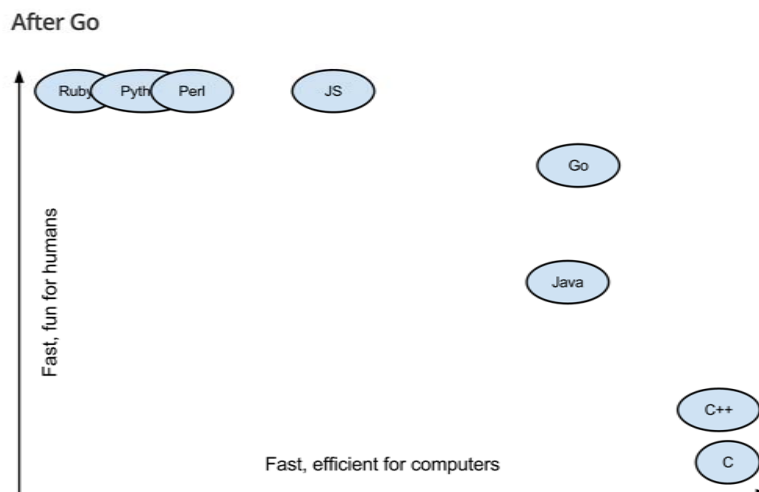 After Go
Ruby Pyth Perl JS
Go
Fast, fun for humans
Java
C++
Fast, efficient for computers
C